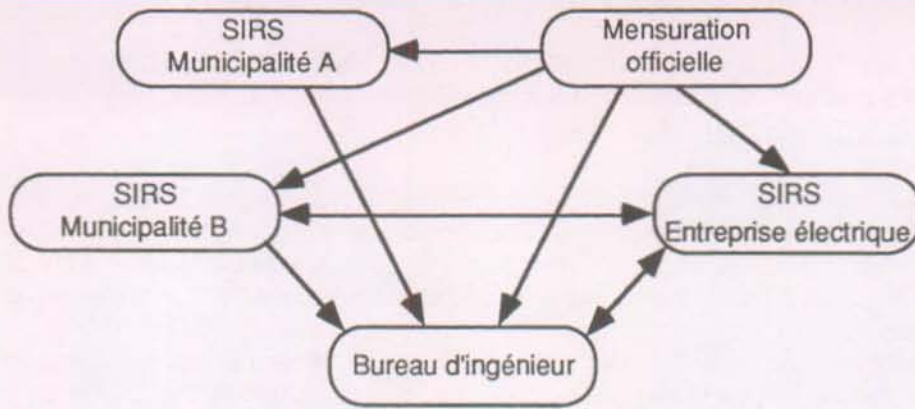 SIRS
Municipalité A
Mensuration
officielle
SIRS
Municipalité B
SIRS
Entreprise électrique
Bureau d'ingénieur